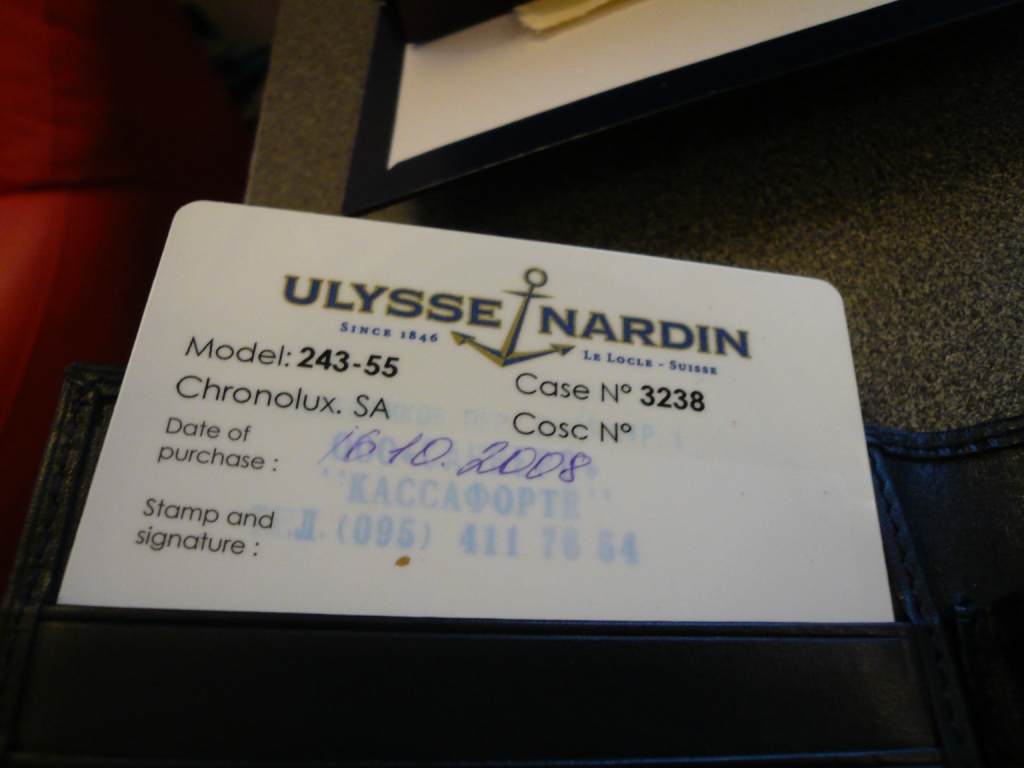 ULYSSE NARDIN
SINCE 1846
LE LOCLE - SUISSE
Model: 243-55
Case N° 3238
Chronolux. SA
Cosc N°
Date of
purchase : 16 10. 2008
"КАССАФОРТЕ"
Stamp and
signature :
(095) 411 76 54